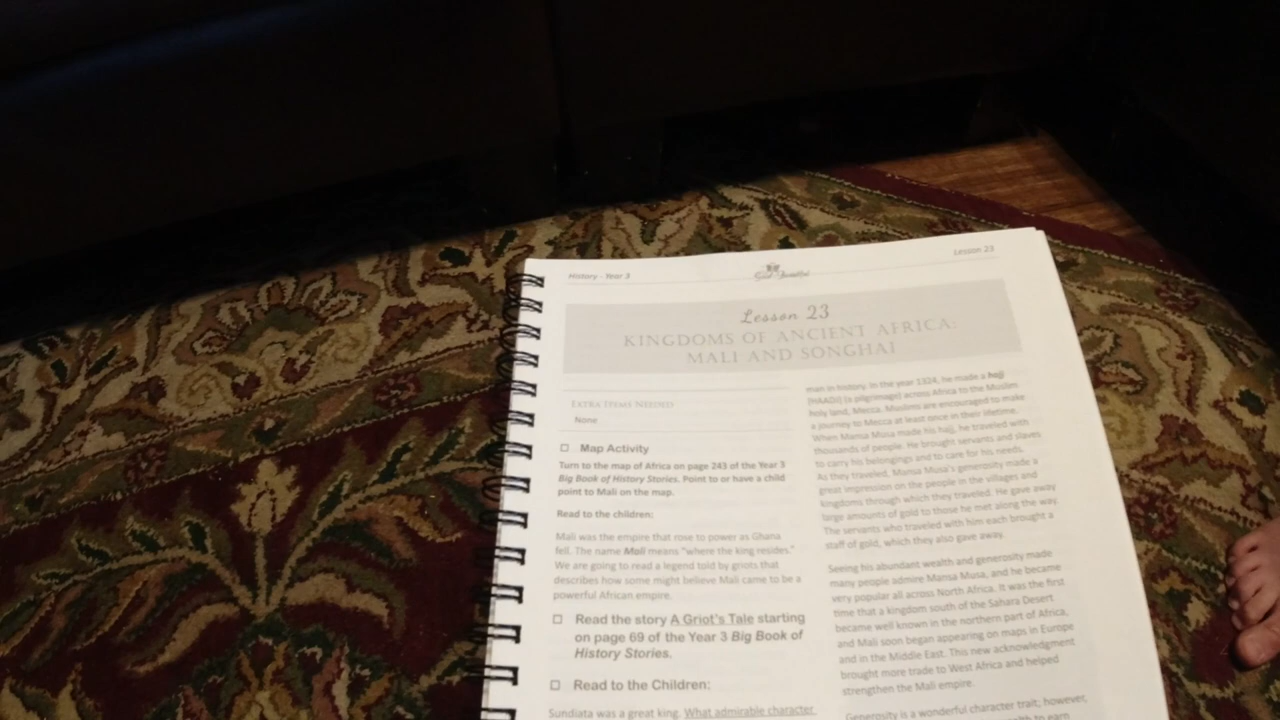 History - Year 3
Good & Beautiful
Lesson 23
Lesson 23
KINGDOMS OF ANCIENT AFRICA:
MALI AND SONGHAI
EXTRA ITEMS NEEDED
None
Map Activity
Turn to the map of Africa on page 243 of the Year 3
Big Book of History Stories. Point to or have a child
point to Mali on the map.
Read to the children:
Mali was the empire that rose to power as Ghana
fell. The name Mali means "where the king resides."
We are going to read a legend told by griots that
describes how some might believe Mali came to be a
powerful African empire.
Read the story A Griot's Tale starting
on page 69 of the Year 3 Big Book of
History Stories.
Read to the Children:
Sundiata was a great king. What admirable character
man in history. In the year 1324, he made a hajj
(HAADJ) (a pilgrimage) across Africa to the Muslim
holy land, Mecca. Muslims are encouraged to make
a journey to Mecca at least once in their lifetime.
When Mansa Musa made his hajj, he traveled with
thousands of people. He brought servants and slaves
to carry his belongings and to care for his needs.
As they traveled, Mansa Musa's generosity made a
great impression on the people in the villages and
kingdoms through which they traveled. He gave away
large amounts of gold to those he met along the way.
The servants who traveled with him each brought a
staff of gold, which they also gave away.
Seeing his abundant wealth and generosity made
many people admire Mansa Musa, and he became
very popular all across North Africa. It was the first
time that a kingdom south of the Sahara Desert
became well known in the northern part of Africa,
and Mali soon began appearing on maps in Europe
and in the Middle East. This new acknowledgment
brought more trade to West Africa and helped
strengthen the Mali empire.
Generosity is a wonderful character trait; however,